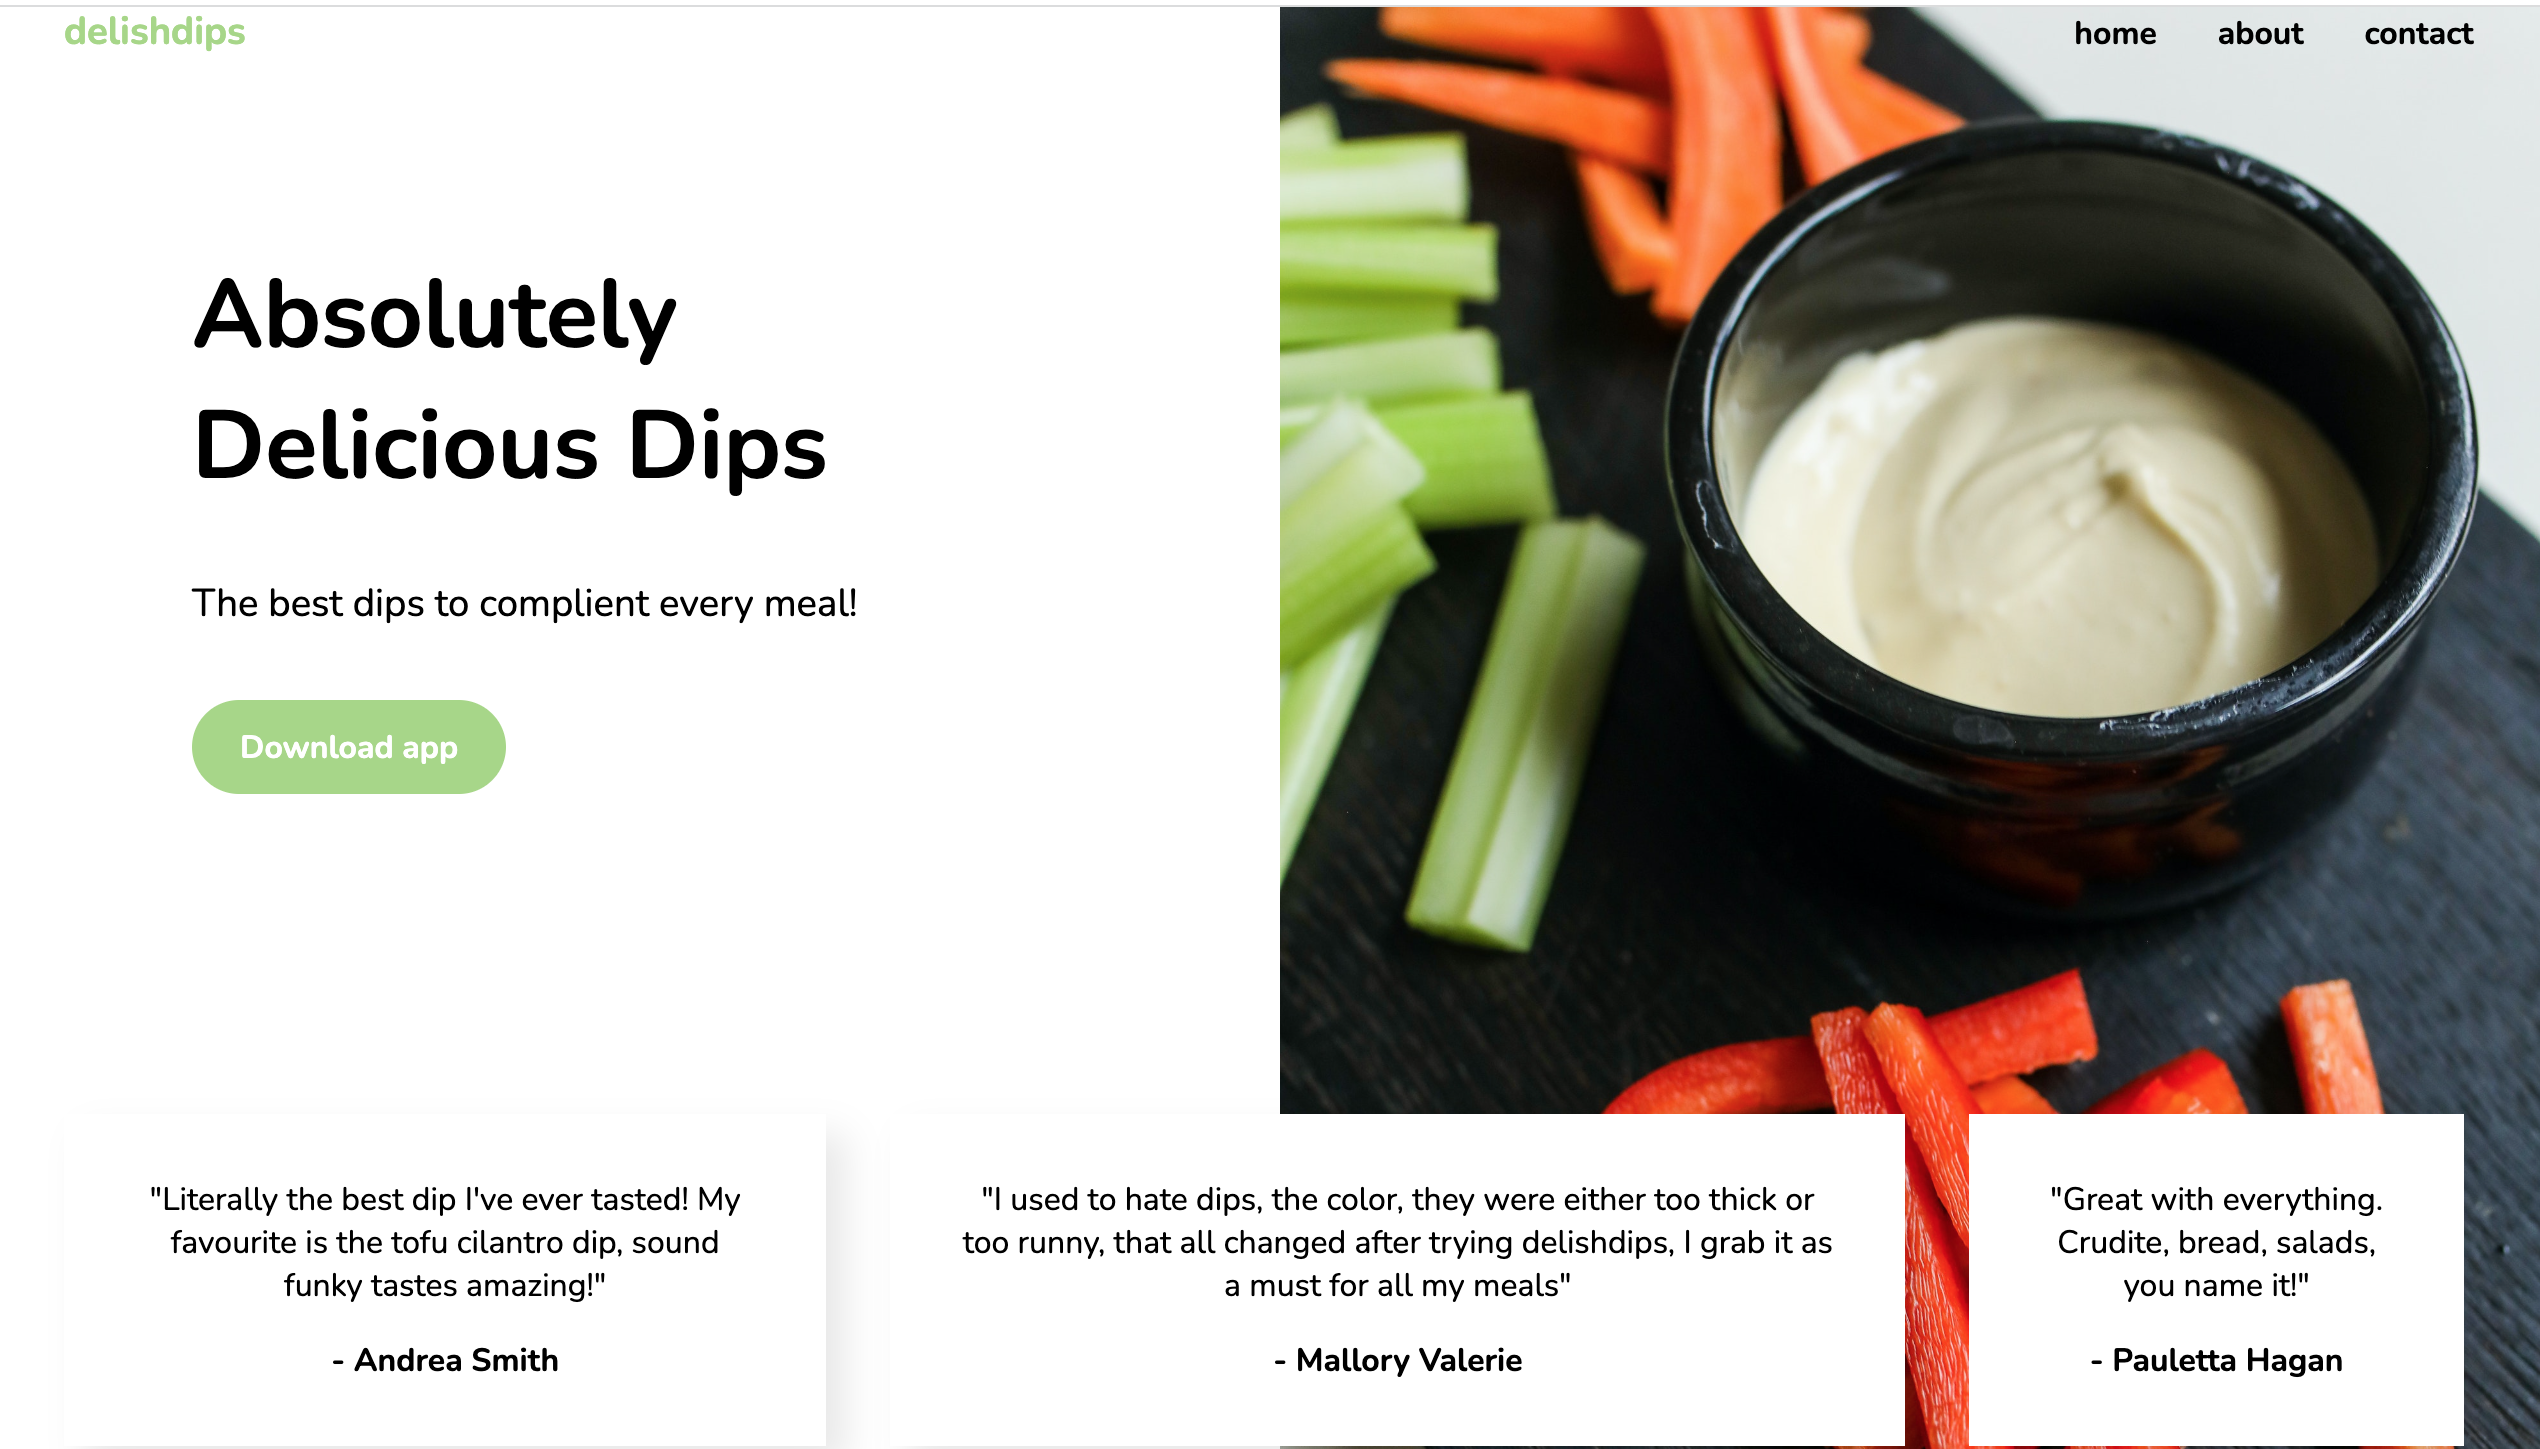 delishdips
home about contact
Absolutely
Delicious Dips
The best dips to complient every meal!
Download app
"Literally the best dip I've ever tasted! My
favourite is the tofu cilantro dip, sound
funky tastes amazing!"
- Andrea Smith
"I used to hate dips, the color, they were either too thick or
too runny, that all changed after trying delishdips, I grab it as
a must for all my meals"
- Mallory Valerie
"Great with everything.
Crudite, bread, salads,
you name it!"
- Pauletta Hagan